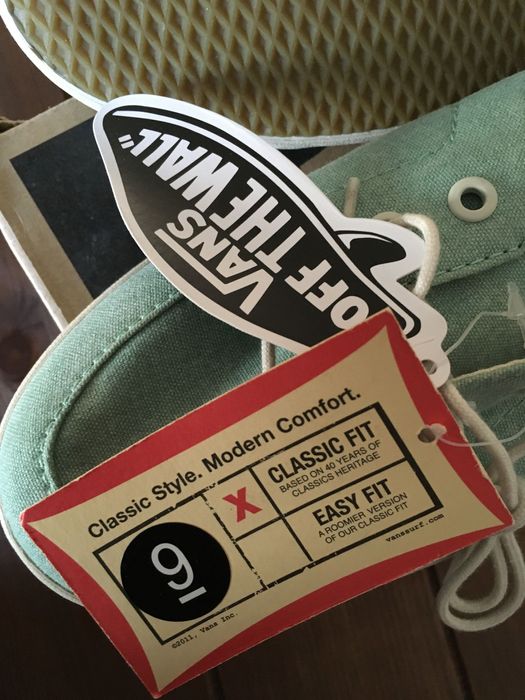 VANS
"OFF THE WALL"
Classic Style. Modern Comfort.
9
X
CLASSIC FIT
BASED ON 40 YEARS OF
CLASSICS HERITAGE
EASY FIT
A ROOMIER VERSION
OF OUR CLASSIC FIT
©2011, Vans Inc.
vanssurf.com